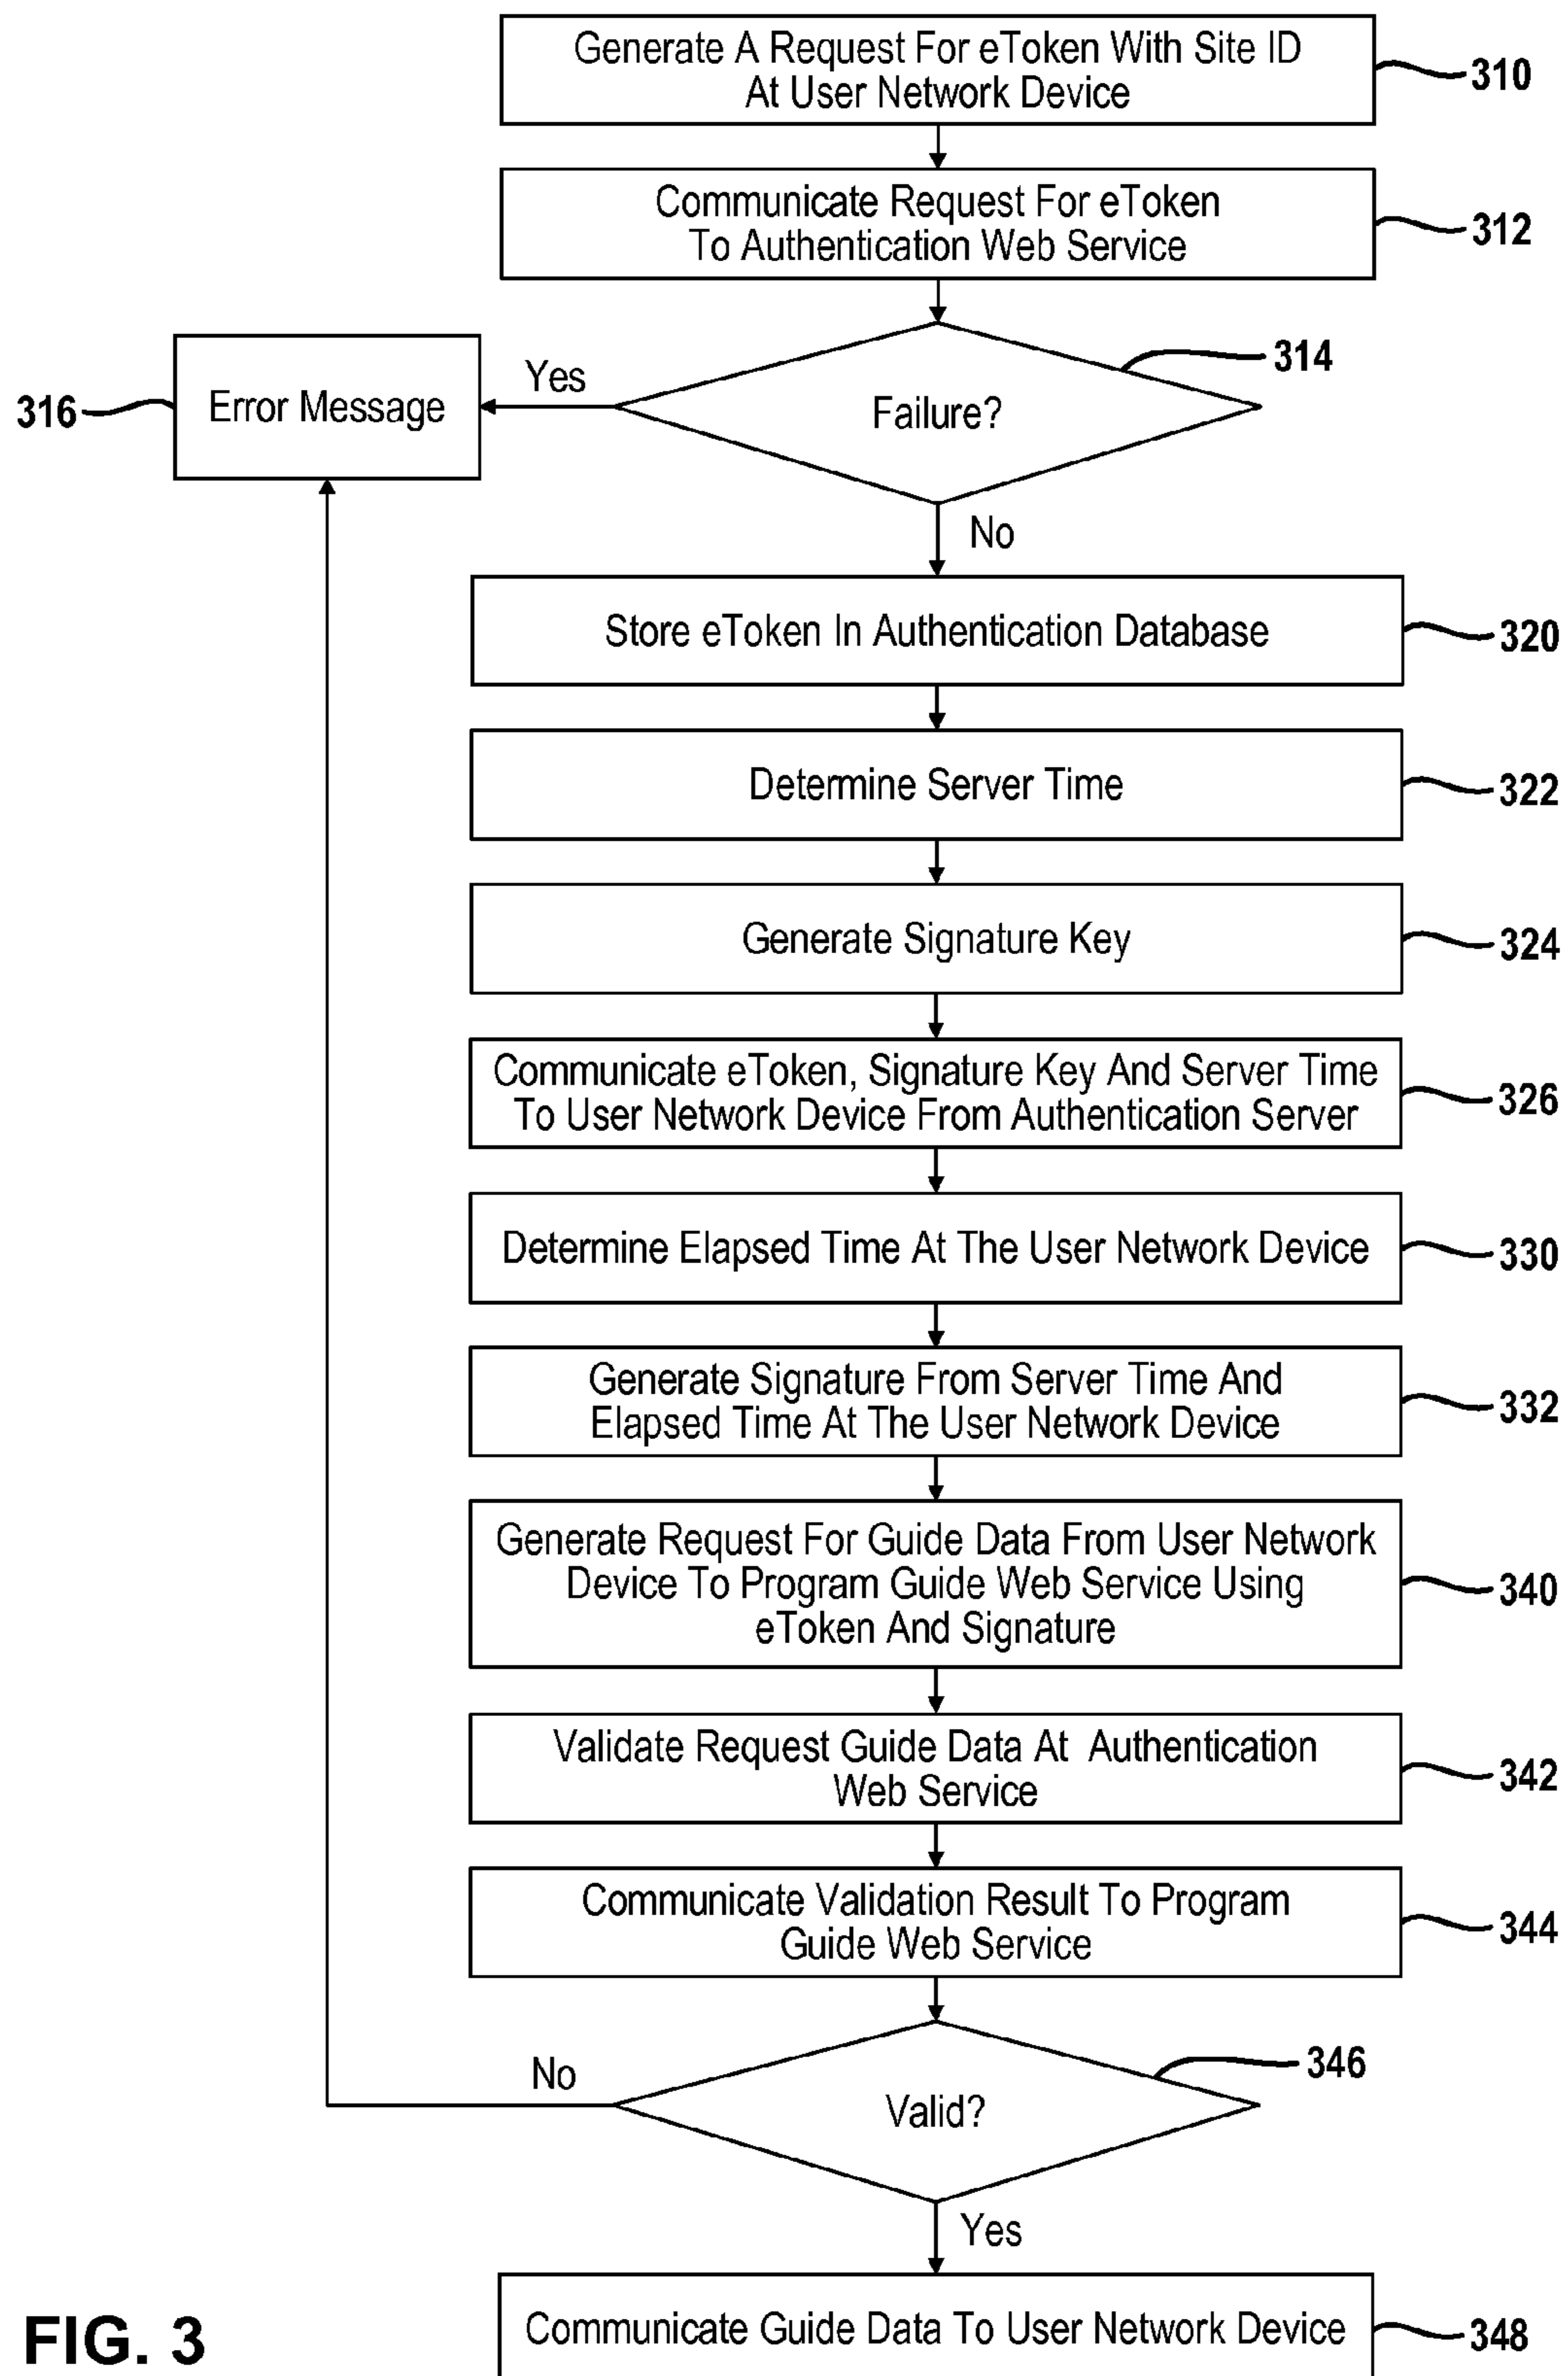 Generate A Request For eToken With Site ID
At User Network Device
310
Communicate Request For eToken
To Authentication Web Service
312
314
Yes
316
Error Message
Failure?
No
Store eToken In Authentication Database
320
Determine Server Time
322
Generate Signature Key
324
Communicate eToken, Signature Key And Server Time
To User Network Device From Authentication Server
326
Determine Elapsed Time At The User Network Device
330
Generate Signature From Server Time And
Elapsed Time At The User Network Device
332
Generate Request For Guide Data From User Network
Device To Program Guide Web Service Using
eToken And Signature
340
Validate Request Guide Data At Authentication
Web Service
342
Communicate Validation Result To Program
Guide Web Service
344
346
No
Valid?
Yes
Communicate Guide Data To User Network Device
348
FIG. 3